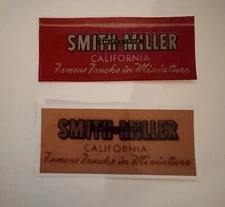 SMITH-MILLER
CALIFORNIA
Famous Trucks in Miniature
SMITH-MILLER
CALIFORNIA
Famous Trucks in Miniature